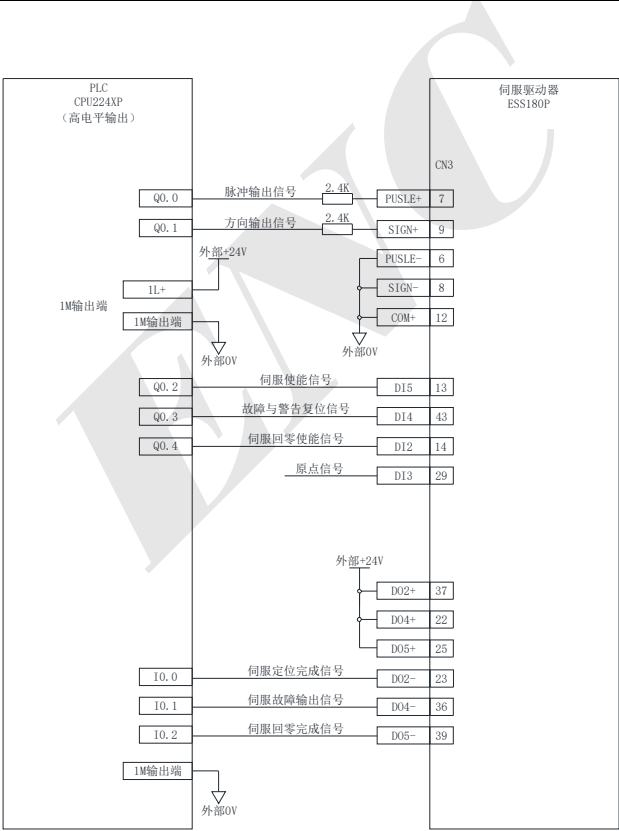 PLC
CPU224XP
（高电平输出）
伺服驱动器
ESS180P
CN3
Q0.0
脉冲输出信号
2.4K
PUSLE+
7
Q0.1
方向输出信号
2.4K
SIGN+
9
外部+24V
PUSLE-
6
1L+
SIGN-
8
1M输出端
1M输出端
COM+
12
外部0V
外部0V
Q0.2
伺服使能信号
DI5
13
Q0.3
故障与警告复位信号
DI4
43
Q0.4
伺服回零使能信号
DI2
14
原点信号
DI3
29
外部+24V
DO2+
37
DO4+
22
DO5+
25
I0.0
伺服定位完成信号
DO2-
23
I0.1
伺服故障输出信号
DO4-
36
I0.2
伺服回零完成信号
DO5-
39
1M输出端
外部0V
ENC